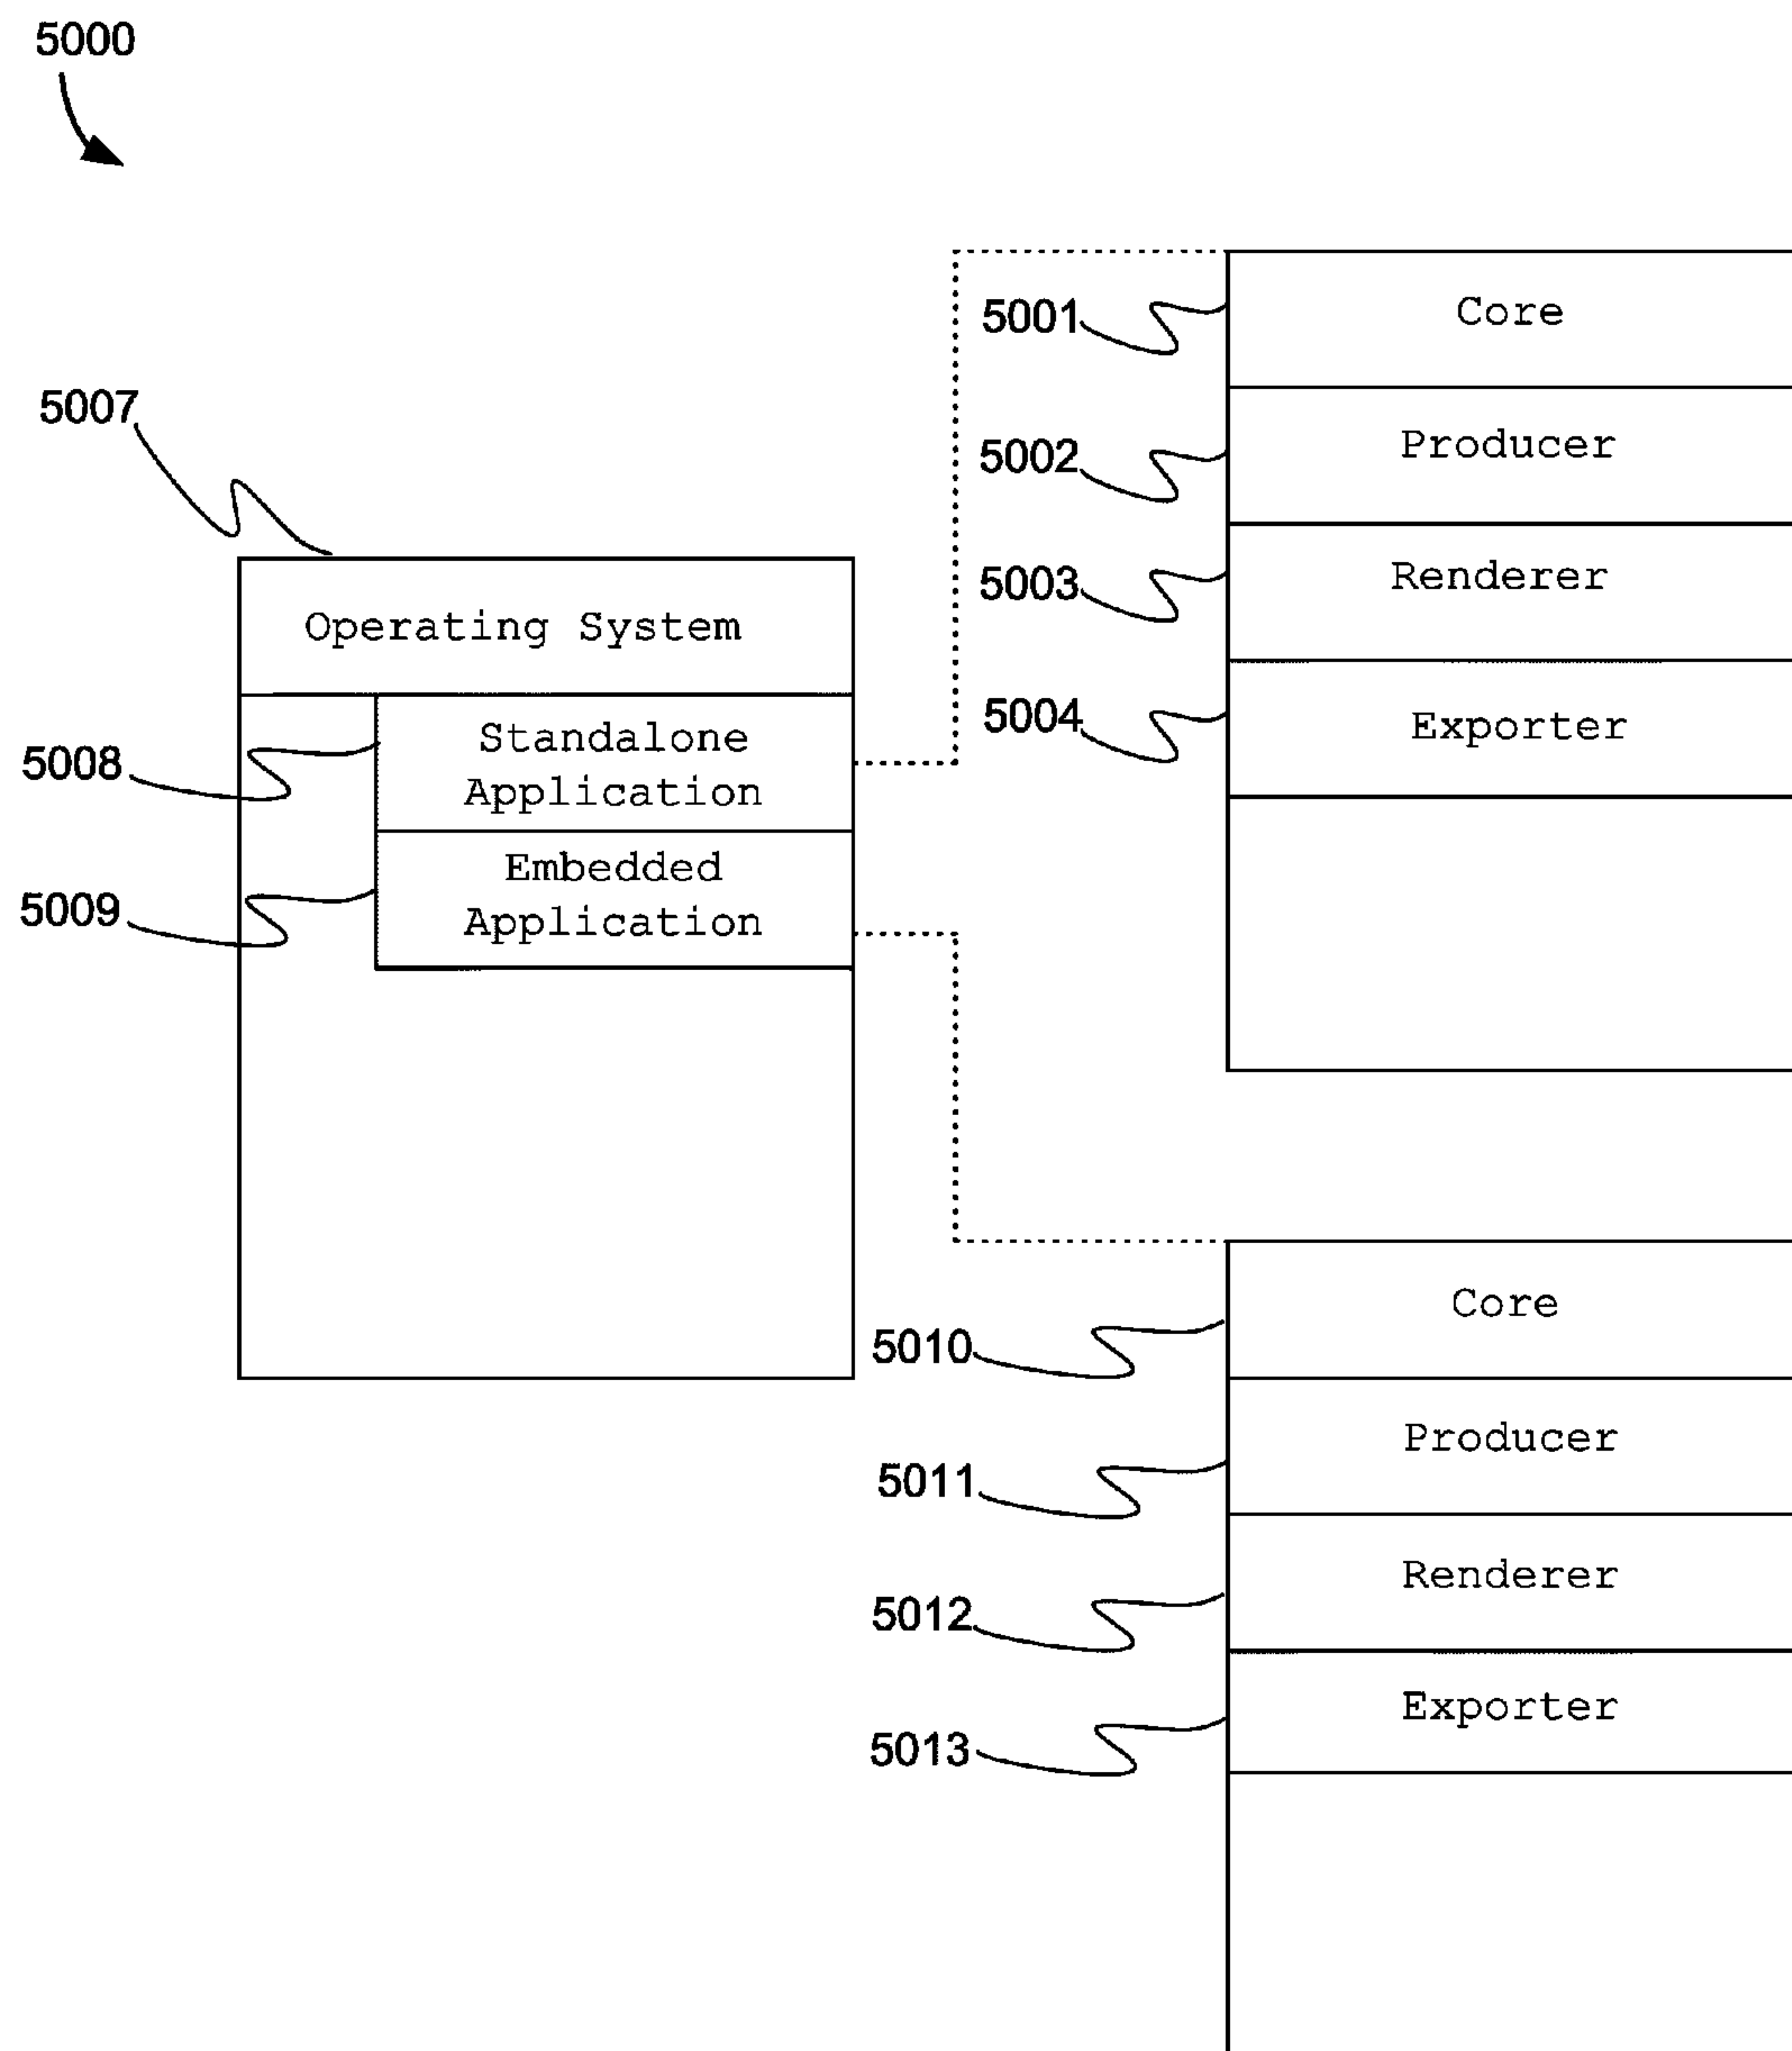 5000
5001
Core
5002
Producer
5003
Renderer
5004
Exporter
5007
Operating System
5008
Standalone
Application
5009
Embedded
Application
5010
Core
5011
Producer
5012
Renderer
5013
Exporter